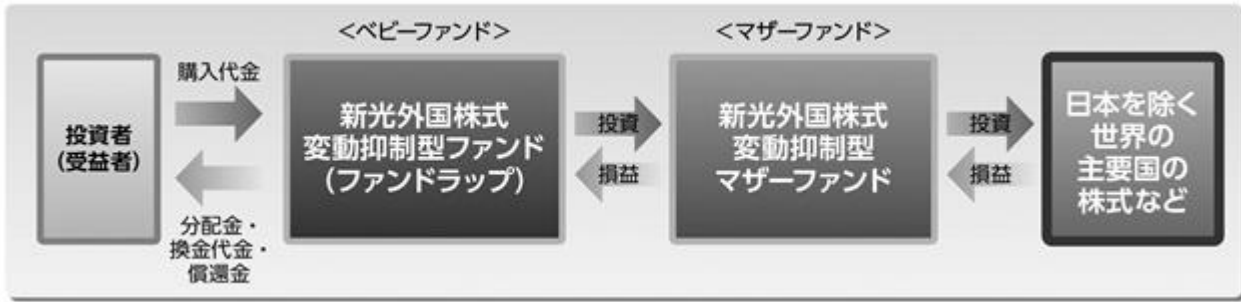 <ベビーファンド>
<マザーファンド>
投資者
(受益者)
購入代金
分配金・
換金代金・
償還金
新光外国株式
変動抑制型ファンド
(ファンドラップ)
投資
損益
新光外国株式
変動抑制型
マザーファンド
投資
損益
日本を除く
世界の
主要国の
株式など